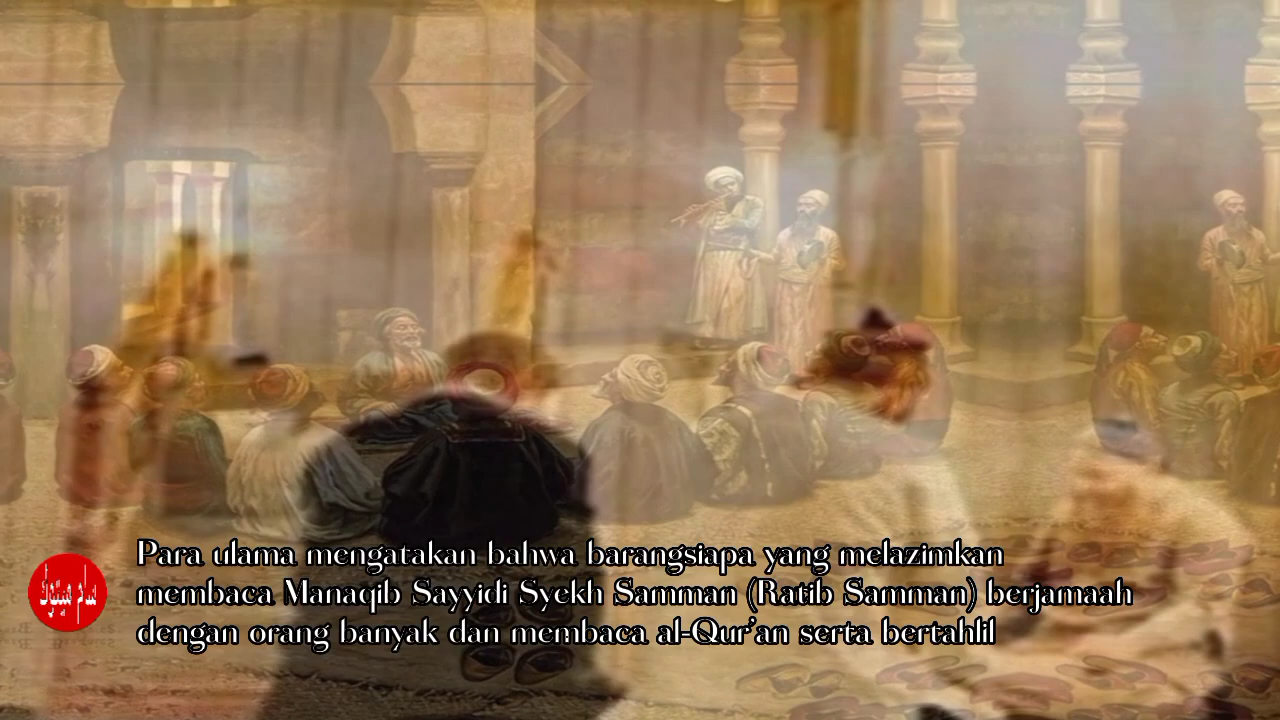 Para ulama mengatakan bahwa barangsiapa yang melazimkan
membaca Manaqib Sayyidi Syekh Samman (Ratib Samman) berjamaah
dengan orang banyak dan membaca al-Qur'an serta bertahlil